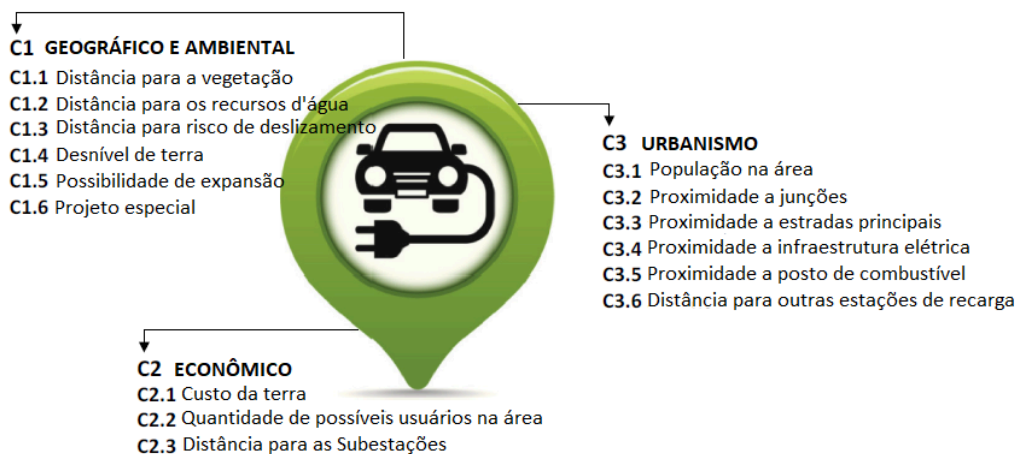 C1 GEOGRÁFICO E AMBIENTAL
C1.1 Distância para a vegetação
C1.2 Distância para os recursos d'água
C1.3 Distância para risco de deslizamento
C1.4 Desnível de terra
C1.5 Possibilidade de expansão
C1.6 Projeto especial
C3 URBANISMO
C3.1 População na área
C3.2 Proximidade a junções
C3.3 Proximidade a estradas principais
C3.4 Proximidade a infraestrutura elétrica
C3.5 Proximidade a posto de combustível
C3.6 Distância para outras estações de recarga
C2 ECONÔMICO
C2.1 Custo da terra
C2.2 Quantidade de possíveis usuários na área
C2.3 Distância para as Subestações